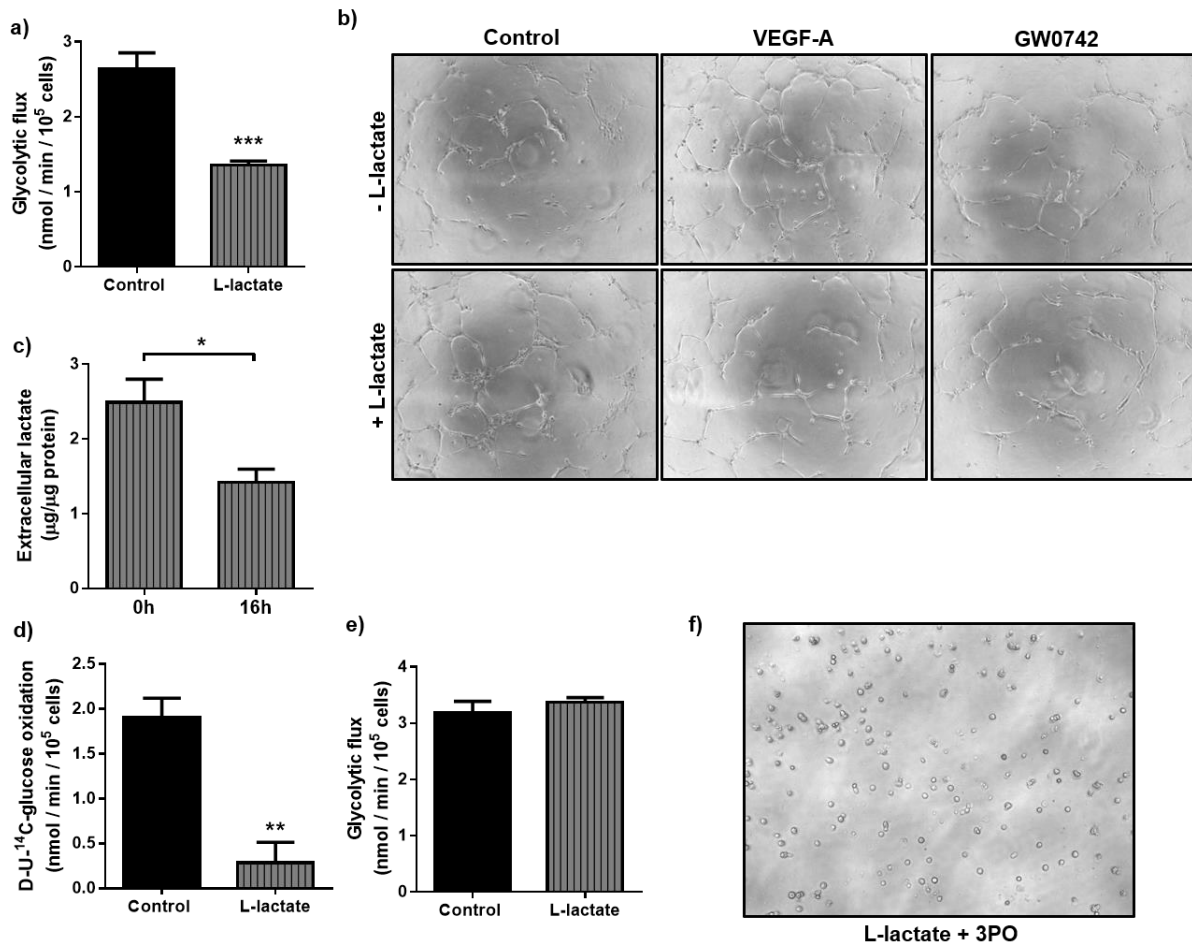 a)
Glycolytic flux
(nmol / min / 10⁵ cells)
3
2
1
0
***
Control
L-lactate
b)
Control
VEGF-A
GW0742
- L-lactate
+ L-lactate
c)
Extracellular lactate
(µg/µg protein)
3
2
1
0
*
0h
16h
d)
D-U-¹⁴C-glucose oxidation
(nmol / min / 10⁵ cells)
2.5
2.0
1.5
1.0
0.5
0.0
**
Control
L-lactate
e)
Glycolytic flux
(nmol / min / 10⁵ cells)
4
3
2
1
0
Control
L-lactate
f)
L-lactate + 3PO